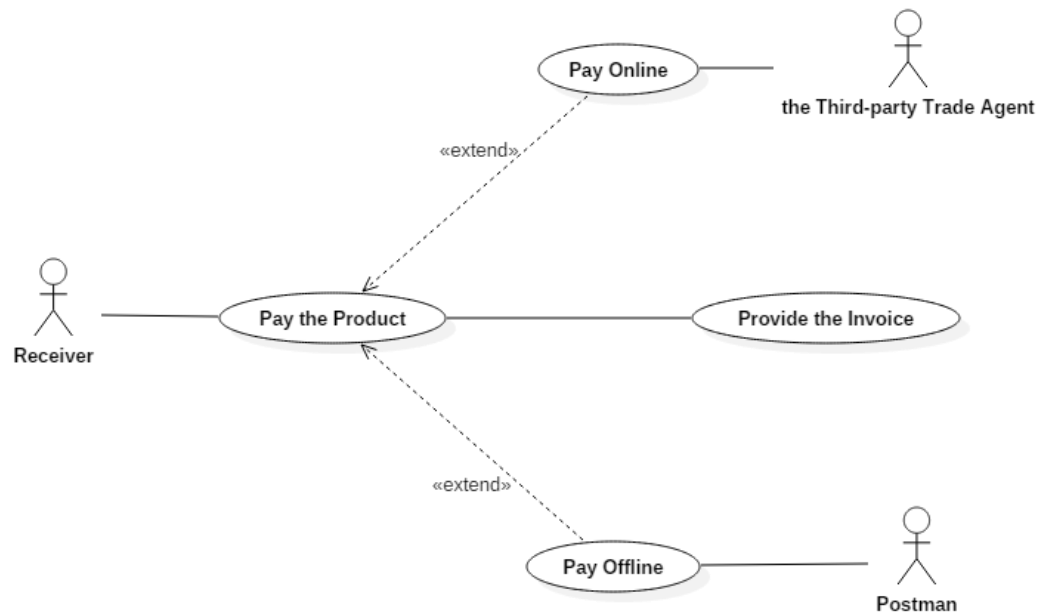 Pay Online
the Third-party Trade Agent
«extend»
Receiver
Pay the Product
Provide the Invoice
«extend»
Pay Offline
Postman